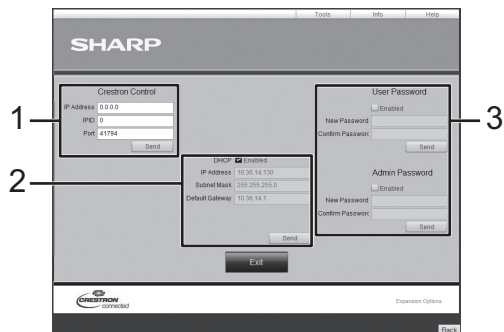 Tools Info Help
SHARP
1
Crestron Control
IP Address 0.0.0.0
IPID 0
Port 41794
Send
2
DHCP Enabled
IP Address 10.36.14.130
Subnet Mask 255.255.255.0
Default Gateway 10.36.14.1
Send
3
User Password
Enabled
New Password
Confirm Passworc
Send
Admin Password
Enabled
New Password
Confirm Passworc
Send
Exit
CRESTRON
connected
Expansion Options
Back